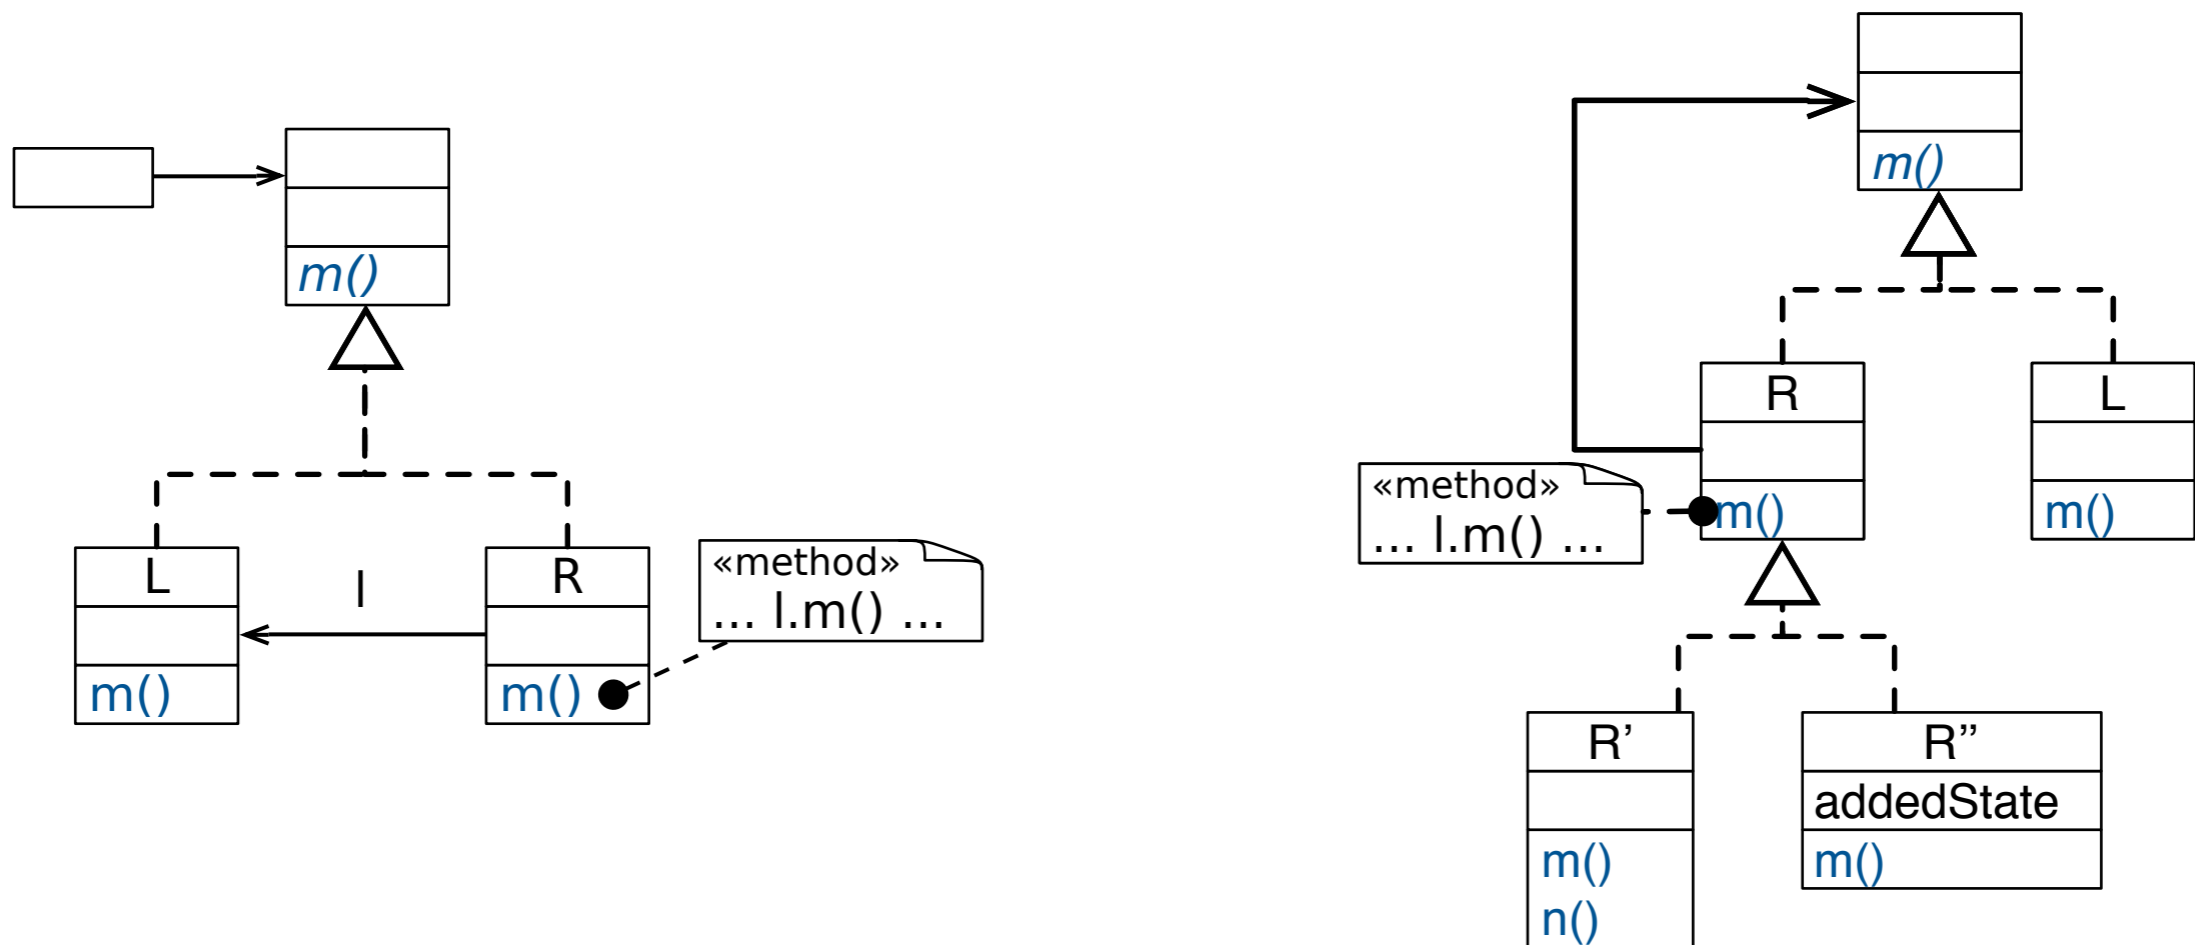 m()
L
l
R
«method»
... l.m() ...
m()
m()
m()
R
L
«method»
... l.m() ...
m()
m()
R’
R”
addedState
m()
m()
n()